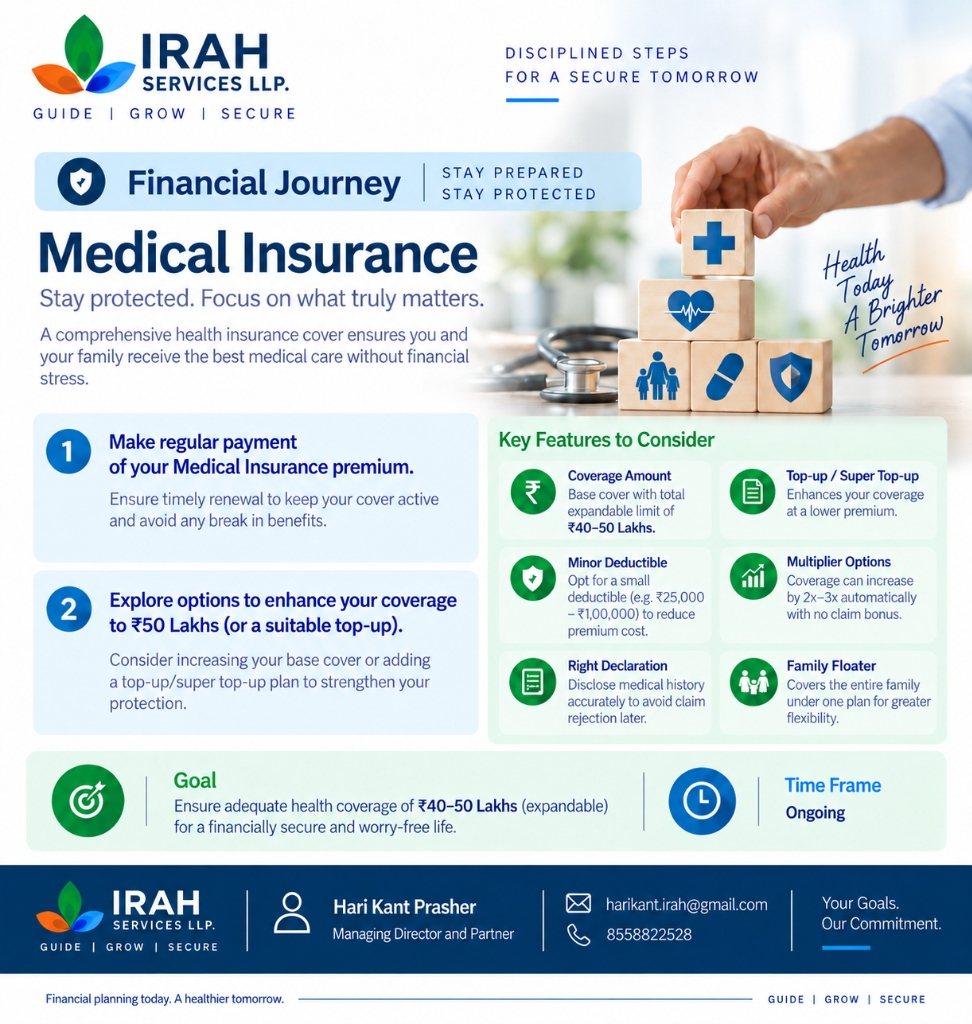 IRAH
SERVICES LLP.
GUIDE | GROW | SECURE
DISCIPLINED STEPS
FOR A SECURE TOMORROW
Financial Journey
STAY PREPARED
STAY PROTECTED
Medical Insurance
Stay protected. Focus on what truly matters.
A comprehensive health insurance cover ensures you and
your family receive the best medical care without financial
stress.
Health
Today
A Brighter
Tomorrow
1
Make regular payment
of your Medical Insurance premium.
Ensure timely renewal to keep your cover active
and avoid any break in benefits.
2
Explore options to enhance your coverage
to ₹50 Lakhs (or a suitable top-up).
Consider increasing your base cover or adding
a top-up/super top-up plan to strengthen your
protection.
Key Features to Consider
₹
Coverage Amount
Base cover with total
expandable limit of
₹40–50 Lakhs.
Top-up / Super Top-up
Enhances your coverage
at a lower premium.
Minor Deductible
Opt for a small
deductible (e.g. ₹25,000
– ₹1,00,000) to reduce
premium cost.
Multiplier Options
Coverage can increase
by 2x–3x automatically
with no claim bonus.
Right Declaration
Disclose medical history
accurately to avoid claim
rejection later.
Family Floater
Covers the entire family
under one plan for greater
flexibility.
Goal
Ensure adequate health coverage of ₹40–50 Lakhs (expandable)
for a financially secure and worry-free life.
Time Frame
Ongoing
IRAH
SERVICES LLP.
GUIDE | GROW | SECURE
Hari Kant Prasher
Managing Director and Partner
harikant.irah@gmail.com
8558822528
Your Goals.
Our Commitment.
Financial planning today. A healthier tomorrow.
GUIDE | GROW | SECURE